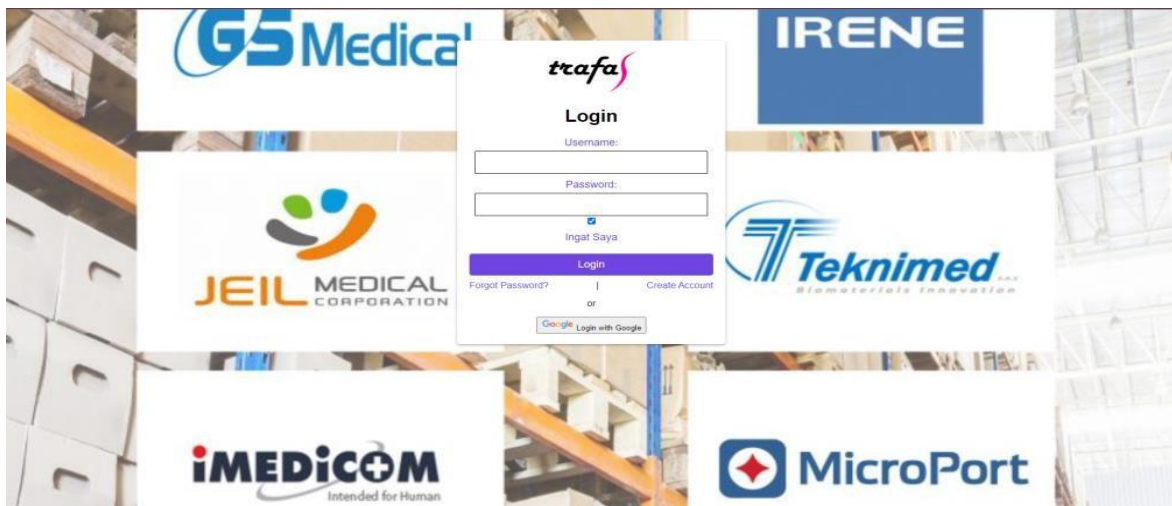 GS Medical
IRENE
trafas
Login
Username:
Password:
Ingat Saya
Login
Forgot Password? | Create Account
or
Google Login with Google
JEIL MEDICAL
CORPORATION
Teknimed S.A.S
Biomaterials Innovation
iMEDiCOM
Intended for Human
MicroPort